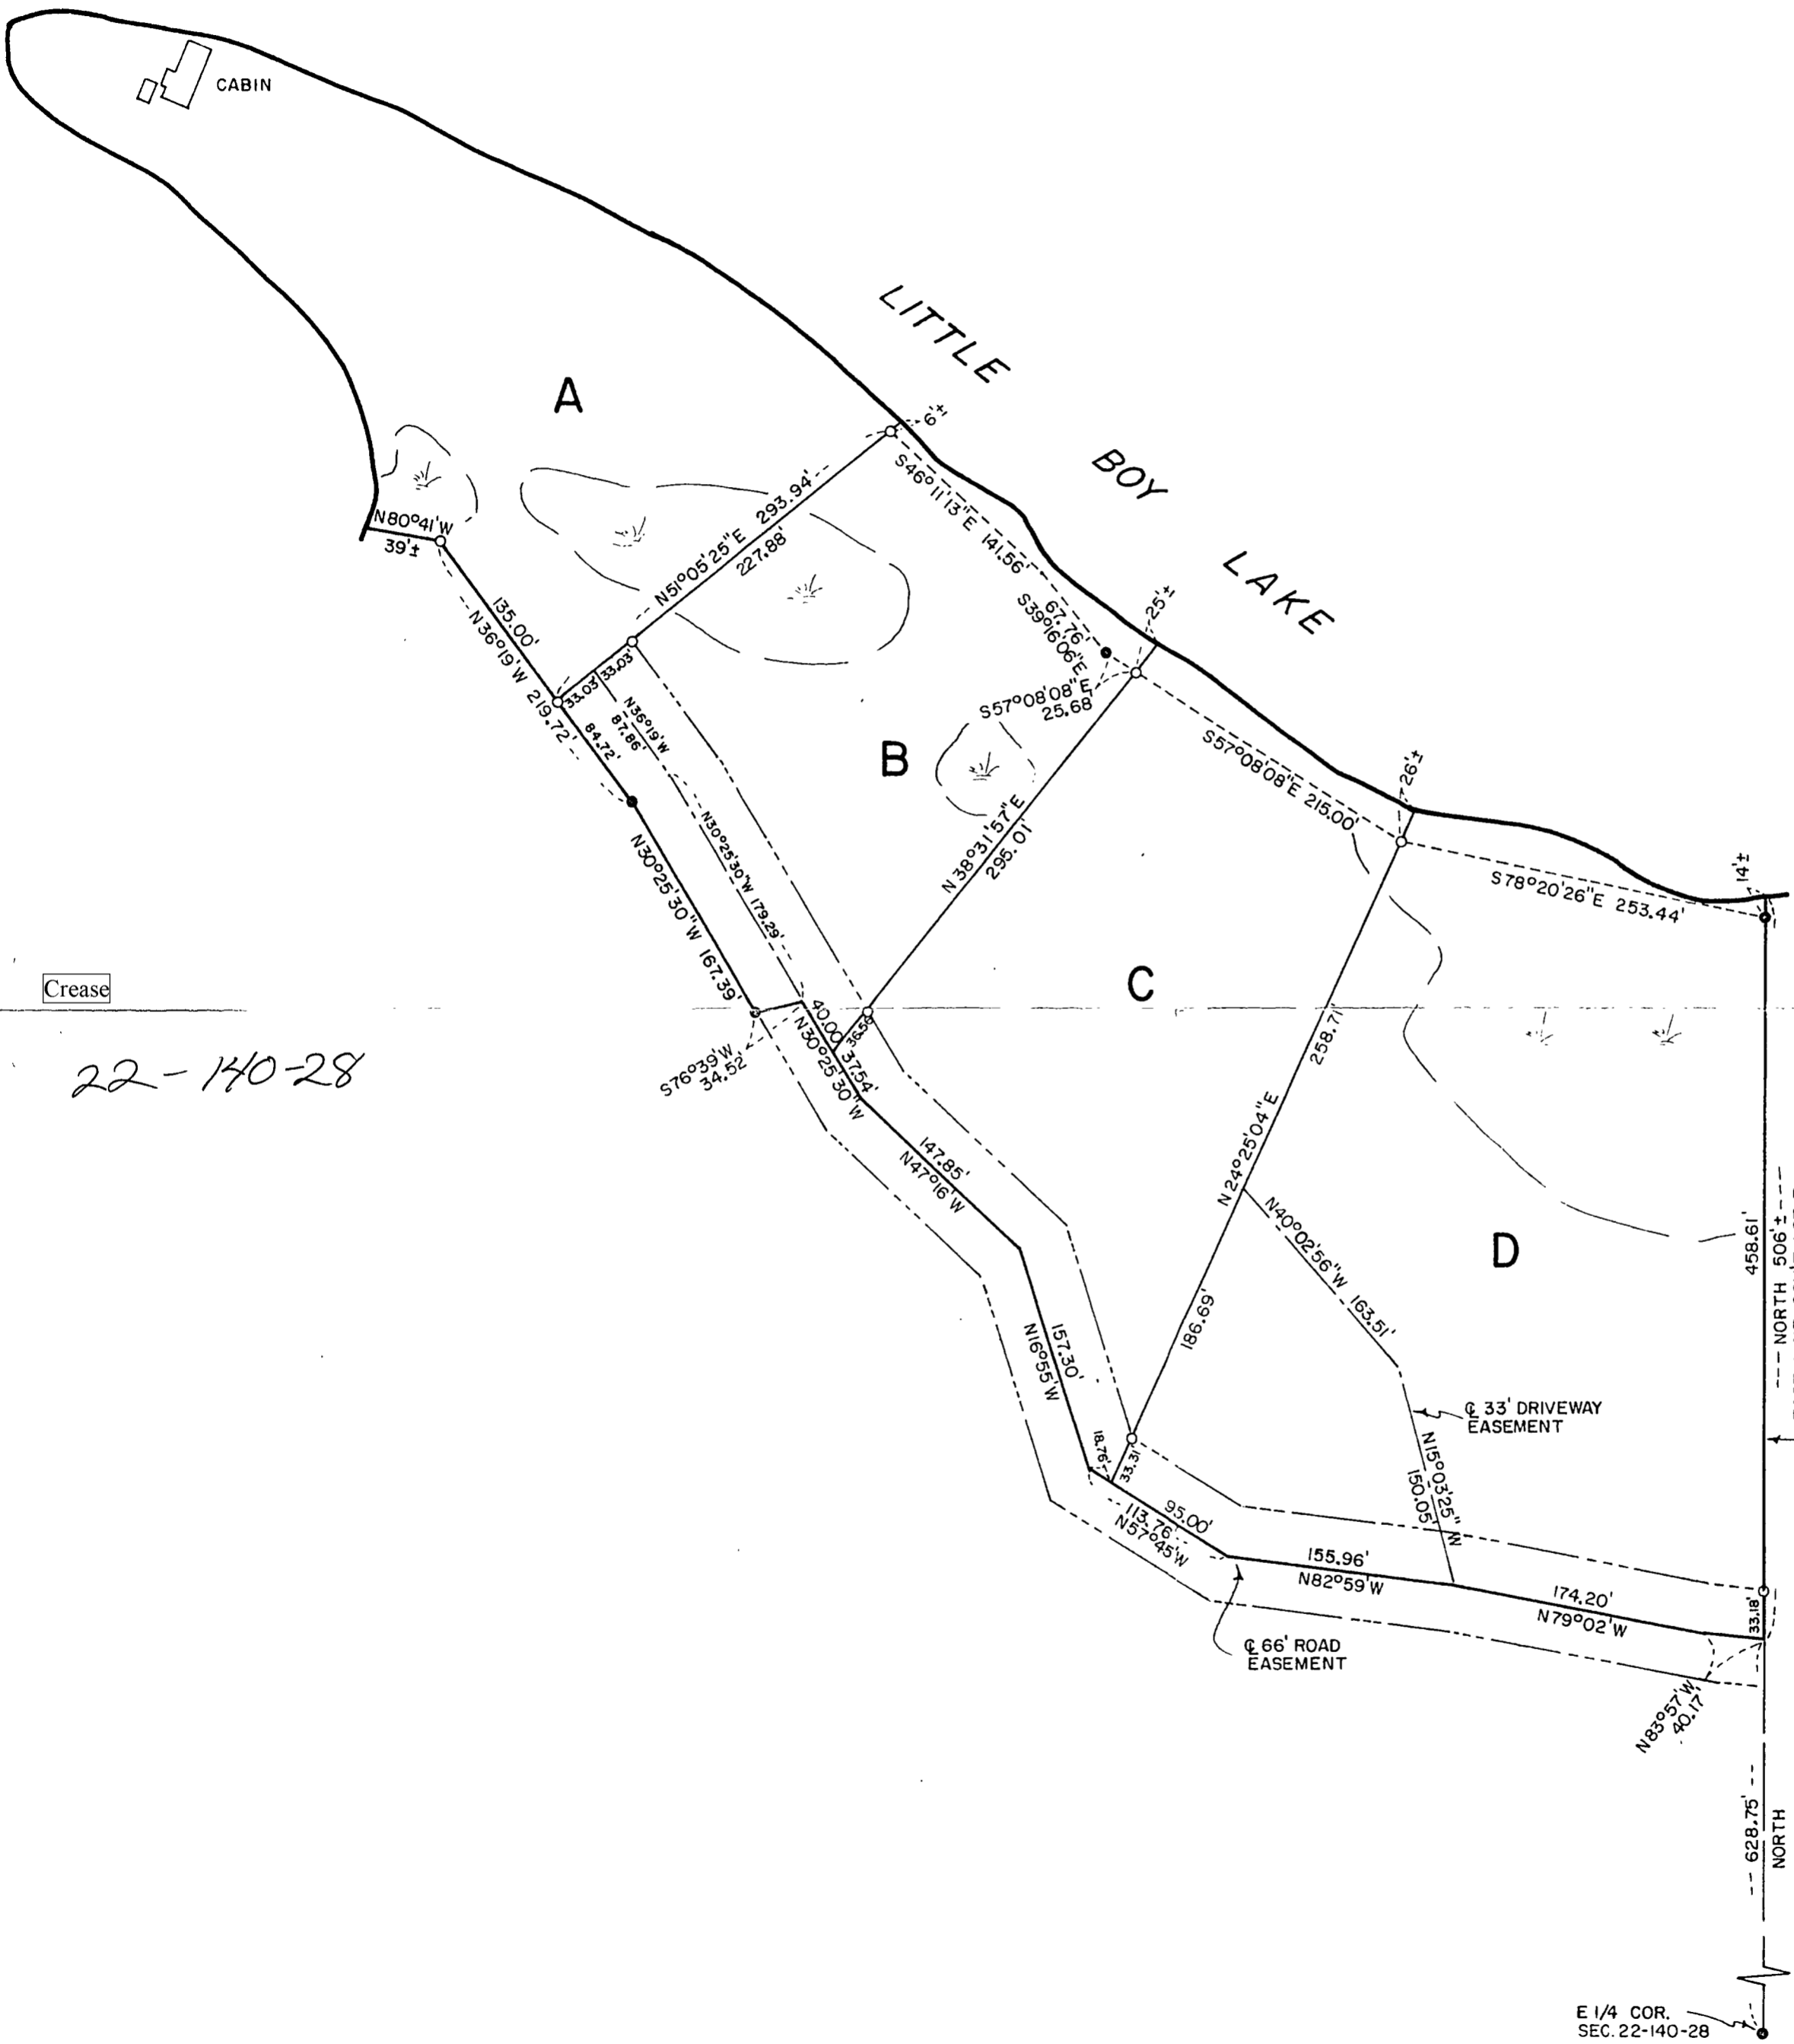 CABIN
LITTLE
BOY
LAKE
A
6'±
S46°11'13"E 141.56'
N80°41'W
39'±
N51°05'25"E 293.94'
227.88'
135.00'
N36°19'W 219.72'
33.03'
33.03'
84.72'
N36°19'W
87.86'
67.76'
S39°16'06"E
25'±
S57°08'08"E
25.68
B
S57°08'08"E 215.00'
26'±
N30°25'30"W 179.29'
N30°25'30"W 167.39'
N38°31'57"E
295.01'
S78°20'26"E 253.44'
14'±
C
Crease
22-140-28
S76°39'W
34.52'
40.00'
36.56'
37.54'
N30°25'30"W
258.71'
N24°25'04"E
147.85'
N47°16'W
N40°02'56"W 163.51'
D
458.61'
NORTH 506'±
186.69'
157.30'
N16°55'W
℄ 33' DRIVEWAY
EASEMENT
N15°03'25"W
150.05'
18.76'
33.31'
95.00'
113.76'
N57°45'W
155.96'
N82°59'W
174.20'
N79°02'W
33.18'
℄ 66' ROAD
EASEMENT
N83°57'W
40.17'
628.75'
NORTH
E 1/4 COR.
SEC. 22-140-28